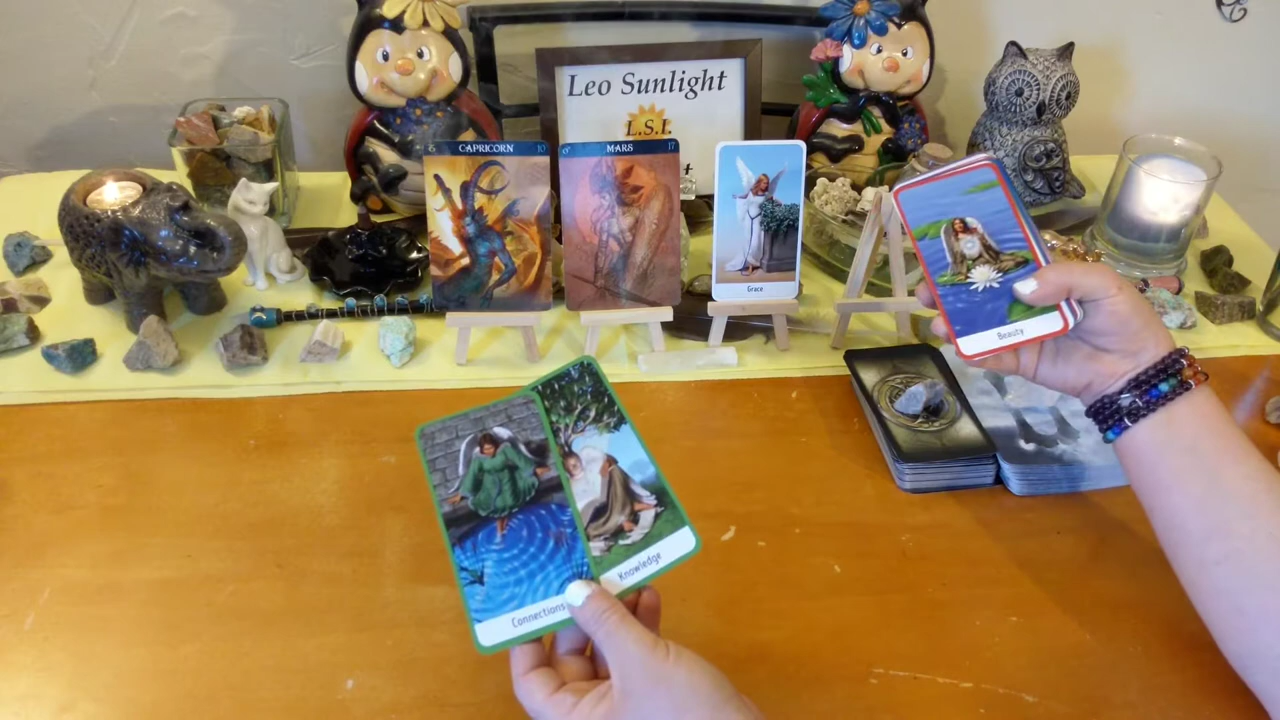 Leo Sunlight
L.S.I.
CAPRICORN 10
MARS 17
Grace
Beauty
Connections
Knowledge